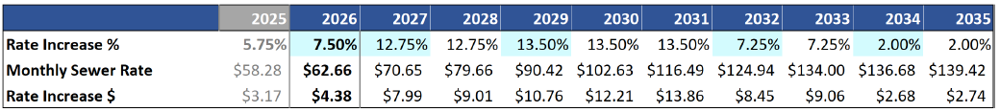 2025 2026 2027 2028 2029 2030 2031 2032 2033 2034 2035
Rate Increase % 5.75% 7.50% 12.75% 12.75% 13.50% 13.50% 13.50% 7.25% 7.25% 2.00% 2.00%
Monthly Sewer Rate $58.28 $62.66 $70.65 $79.66 $90.42 $102.63 $116.49 $124.94 $134.00 $136.68 $139.42
Rate Increase $ $3.17 $4.38 $7.99 $9.01 $10.76 $12.21 $13.86 $8.45 $9.06 $2.68 $2.74